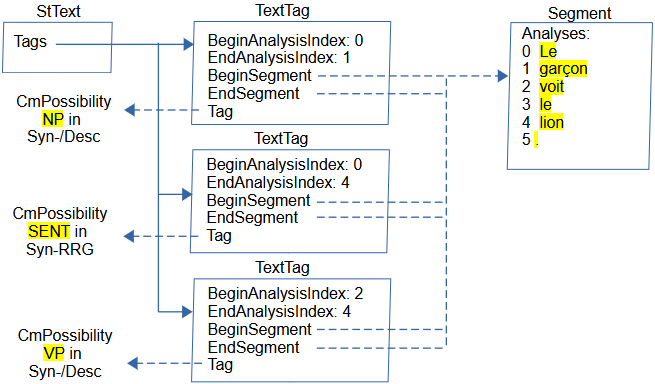 StText
Tags
TextTag
BeginAnalysisIndex: 0
EndAnalysisIndex: 1
BeginSegment
EndSegment
Tag
Segment
Analyses:
0 Le
1 garçon
2 voit
3 le
4 lion
5 .
CmPossibility
NP in
Syn-/Desc
TextTag
BeginAnalysisIndex: 0
EndAnalysisIndex: 4
BeginSegment
EndSegment
Tag
CmPossibility
SENT in
Syn-RRG
TextTag
BeginAnalysisIndex: 2
EndAnalysisIndex: 4
BeginSegment
EndSegment
Tag
CmPossibility
VP in
Syn-/Desc